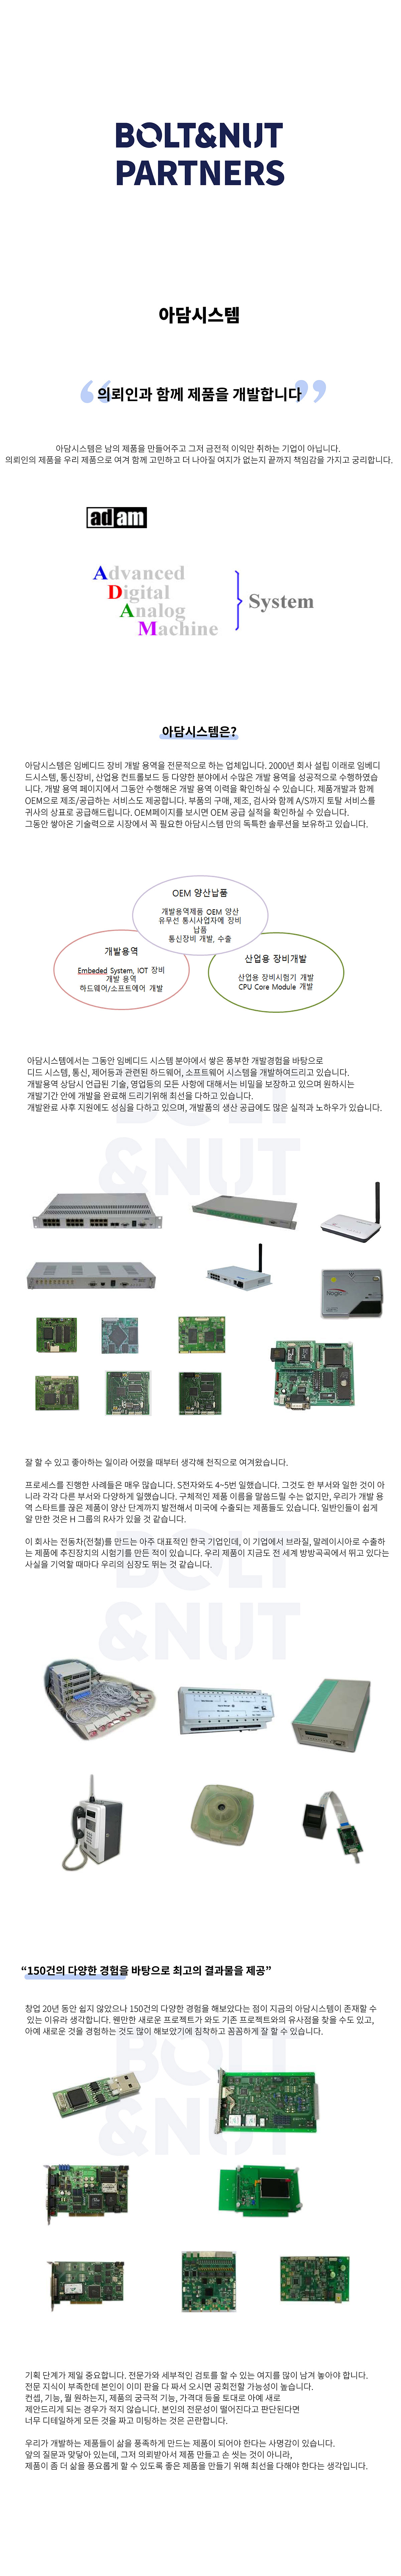 BOLT&NUT
PARTNERS
아담시스템
“의뢰인과 함께 제품을 개발합니다”
아담시스템은 남의 제품을 만들어주고 그저 금전적 이익만 취하는 기업이 아닙니다.
의뢰인의 제품을 우리 제품으로 여겨 함께 고민하고 더 나아질 여지가 없는지 끝까지 책임감을 가지고 궁리합니다.
adam
Advanced
Digital
Analog
Machine
System
아담시스템은?
아담시스템은 임베디드 장비 개발 용역을 전문적으로 하는 업체입니다. 2000년 회사 설립 이래로 임베디
드시스템, 통신장비, 산업용 컨트롤보드 등 다양한 분야에서 수많은 개발 용역을 성공적으로 수행하였습
니다. 개발 용역 페이지에서 그동안 수행해온 개발 용역 이력을 확인하실 수 있습니다. 제품개발과 함께
OEM으로 제조/공급하는 서비스도 제공합니다. 부품의 구매, 제조, 검사와 함께 A/S까지 토탈 서비스를
귀사의 상표로 공급해드립니다. OEM페이지를 보시면 OEM 공급 실적을 확인하실 수 있습니다.
그동안 쌓아온 기술력으로 시장에서 꼭 필요한 아담시스템 만의 독특한 솔루션을 보유하고 있습니다.
OEM 양산납품
개발용역제품 OEM 양산
유무선 통신사업자에 장비
납품
통신장비 개발, 수출
개발용역
Embeded System, IOT 장비
개발 용역
하드웨어/소프트에어 개발
산업용 장비개발
산업용 장비시험기 개발
CPU Core Module 개발
아담시스템에서는 그동안 임베디드 시스템 분야에서 쌓은 풍부한 개발경험을 바탕으로
디드 시스템, 통신, 제어등과 관련된 하드웨어, 소프트웨어 시스템을 개발하여드리고 있습니다.
개발용역 상담시 언급된 기술, 영업등의 모든 사항에 대해서는 비밀을 보장하고 있으며 원하시는
개발기간 안에 개발을 완료해 드리기위해 최선을 다하고 있습니다.
개발완료 사후 지원에도 성심을 다하고 있으며, 개발품의 생산 공급에도 많은 실적과 노하우가 있습니다.
BOLT
&NUT
잘 할 수 있고 좋아하는 일이라 어렸을 때부터 생각해 천직으로 여겨왔습니다.
프로세스를 진행한 사례들은 매우 많습니다. S전자와도 4~5번 일했습니다. 그것도 한 부서와 일한 것이 아
니라 각각 다른 부서와 다양하게 일했습니다. 구체적인 제품 이름을 말씀드릴 수는 없지만, 우리가 개발 용
역 스타트를 끊은 제품이 양산 단계까지 발전해서 미국에 수출되는 제품들도 있습니다. 일반인들이 쉽게
알 만한 것은 H 그룹의 R사가 있을 것 같습니다.
이 회사는 전동차(전철)를 만드는 아주 대표적인 한국 기업인데, 이 기업에서 브라질, 말레이시아로 수출하
는 제품에 추진장치의 시험기를 만든 적이 있습니다. 우리 제품이 지금도 전 세계 방방곡곡에서 뛰고 있다는
사실을 기억할 때마다 우리의 심장도 뛰는 것 같습니다.
BOLT
&NUT
“150건의 다양한 경험을 바탕으로 최고의 결과물을 제공”
창업 20년 동안 쉽지 않았으나 150건의 다양한 경험을 해보았다는 점이 지금의 아담시스템이 존재할 수
있는 이유라 생각합니다. 웬만한 새로운 프로젝트가 와도 기존 프로젝트와의 유사점을 찾을 수도 있고,
아예 새로운 것을 경험하는 것도 많이 해보았기에 침착하고 꼼꼼하게 잘 할 수 있습니다.
BOLT
&NUT
기획 단계가 제일 중요합니다. 전문가와 세부적인 검토를 할 수 있는 여지를 많이 남겨 놓아야 합니다.
전문 지식이 부족한데 본인이 이미 판을 다 짜서 오시면 공회전할 가능성이 높습니다.
컨셉, 기능, 뭘 원하는지, 제품의 궁극적 기능, 가격대 등을 토대로 아예 새로
제안드리게 되는 경우가 적지 않습니다. 본인의 전문성이 떨어진다고 판단된다면
너무 디테일하게 모든 것을 짜고 미팅하는 것은 곤란합니다.
우리가 개발하는 제품들이 삶을 풍족하게 만드는 제품이 되어야 한다는 사명감이 있습니다.
앞의 질문과 맞닿아 있는데, 그저 의뢰받아서 제품 만들고 손 씻는 것이 아니라,
제품이 좀 더 삶을 풍요롭게 할 수 있도록 좋은 제품을 만들기 위해 최선을 다해야 한다는 생각입니다.